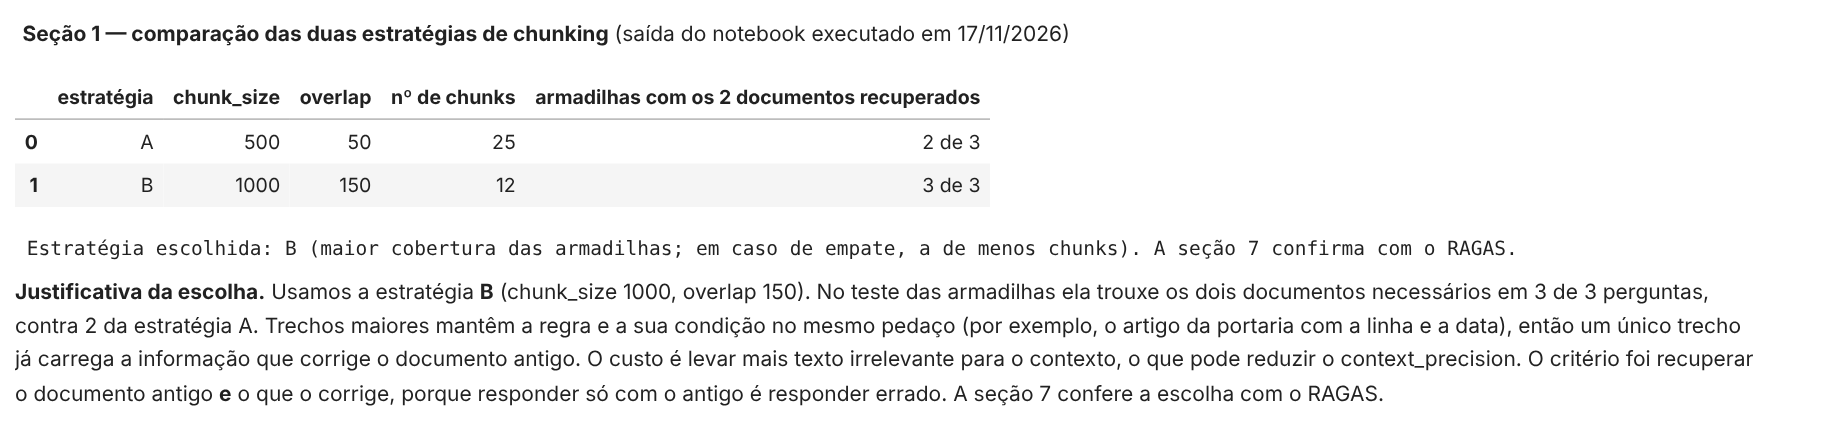 Seção 1 — comparação das duas estratégias de chunking (saída do notebook executado em 17/11/2026)
estratégia chunk_size overlap nº de chunks armadilhas com os 2 documentos recuperados
0 A 500 50 25 2 de 3
1 B 1000 150 12 3 de 3
Estratégia escolhida: B (maior cobertura das armadilhas; em caso de empate, a de menos chunks). A seção 7 confirma com o RAGAS.
Justificativa da escolha. Usamos a estratégia B (chunk_size 1000, overlap 150). No teste das armadilhas ela trouxe os dois documentos necessários em 3 de 3 perguntas,
contra 2 da estratégia A. Trechos maiores mantêm a regra e a sua condição no mesmo pedaço (por exemplo, o artigo da portaria com a linha e a data), então um único trecho
já carrega a informação que corrige o documento antigo. O custo é levar mais texto irrelevante para o contexto, o que pode reduzir o context_precision. O critério foi recuperar
o documento antigo e o que o corrige, porque responder só com o antigo é responder errado. A seção 7 confere a escolha com o RAGAS.